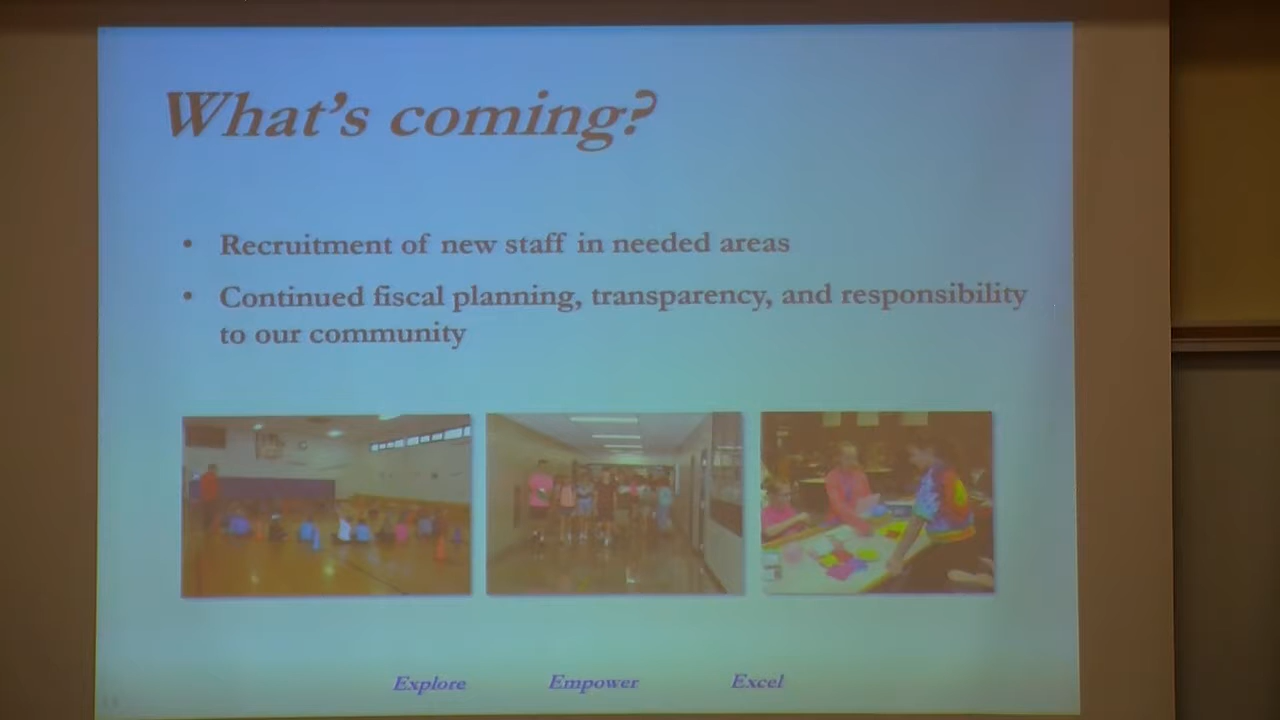 What's coming?
• Recruitment of new staff in needed areas
• Continued fiscal planning, transparency, and responsibility
to our community
Explore Empower Excel